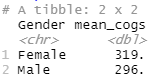 # A tibble: 2 x 2
Gender mean_cogs
<chr> <dbl>
1 Female 319.
2 Male 296.